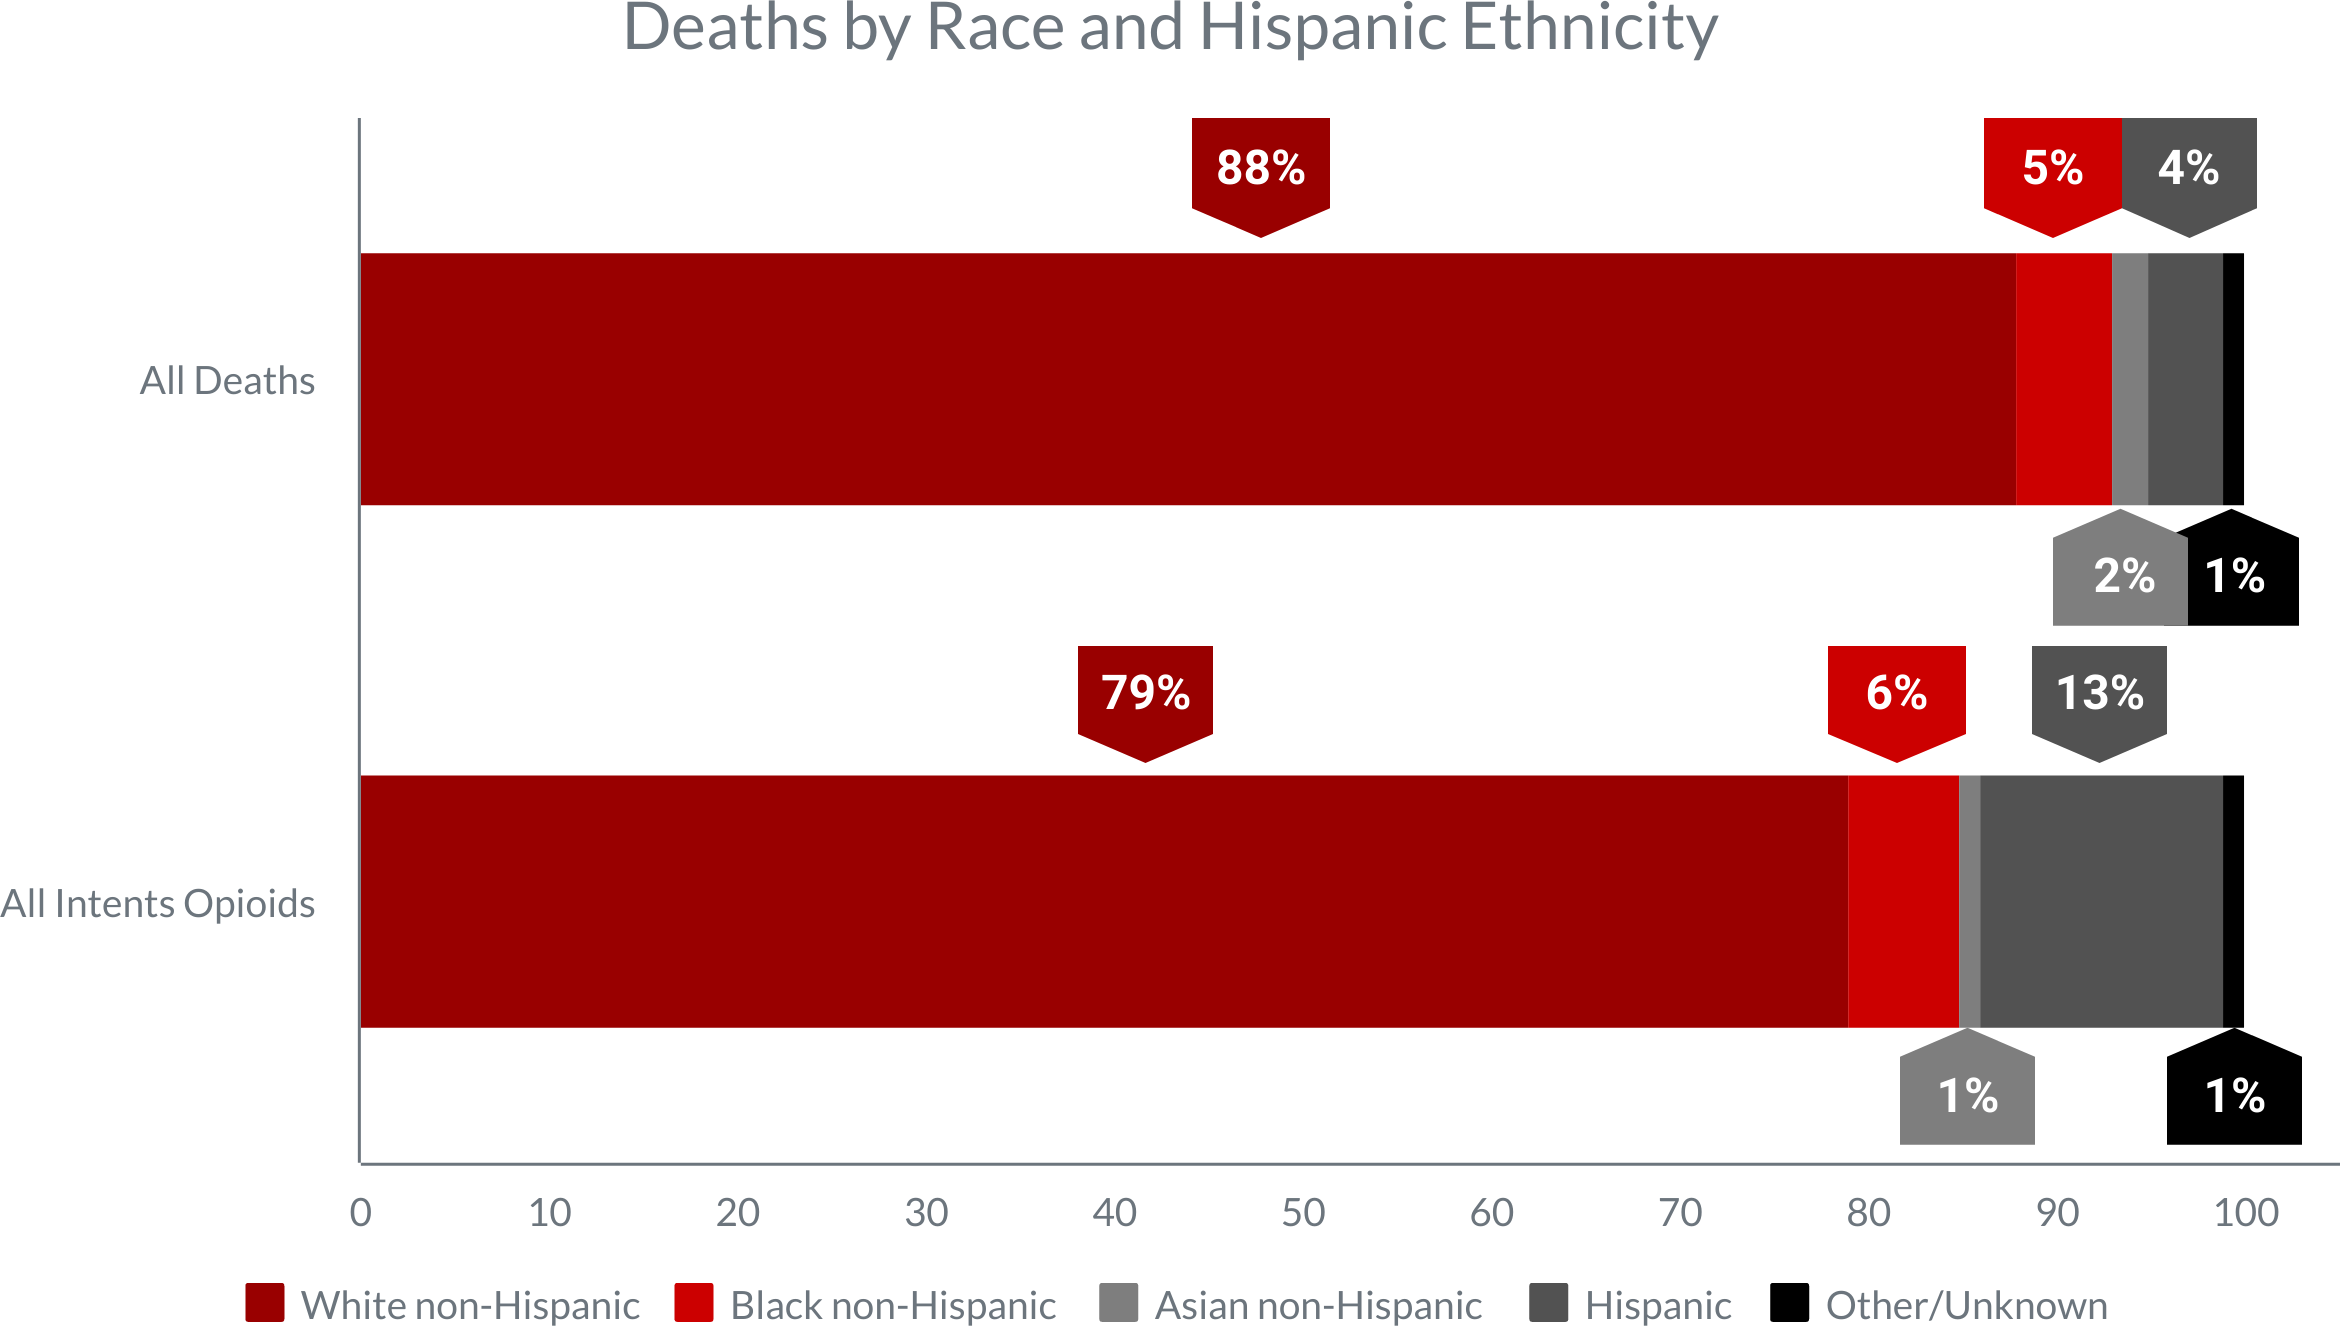 Deaths by Race and Hispanic Ethnicity
88% 5% 4%
All Deaths
2% 1%
79% 6% 13%
All Intents Opioids
1% 1%
0 10 20 30 40 50 60 70 80 90 100
White non-Hispanic Black non-Hispanic Asian non-Hispanic Hispanic Other/Unknown